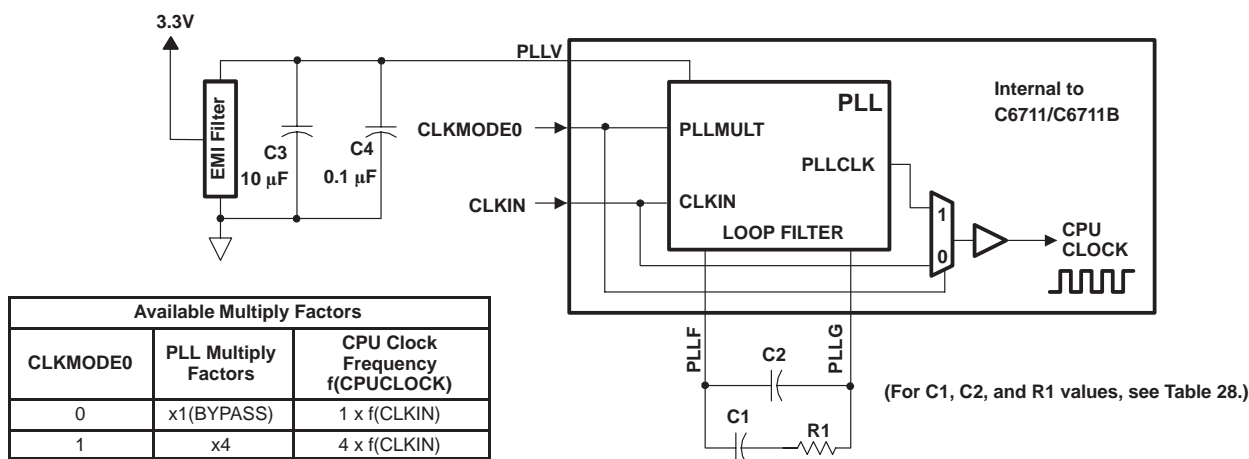 3.3V
PLLV
EMI Filter
C3
10 μF
C4
0.1 μF
CLKMODE0
CLKIN
PLL
PLLMULT
PLLCLK
CLKIN
LOOP FILTER
Internal to
C6711/C6711B
1
0
CPU
CLOCK
PLLF
PLLG
C2
C1
R1
(For C1, C2, and R1 values, see Table 28.)
Available Multiply Factors
CLKMODE0
PLL Multiply
Factors
CPU Clock
Frequency
f(CPUCLOCK)
0
x1(BYPASS)
1 x f(CLKIN)
1
x4
4 x f(CLKIN)